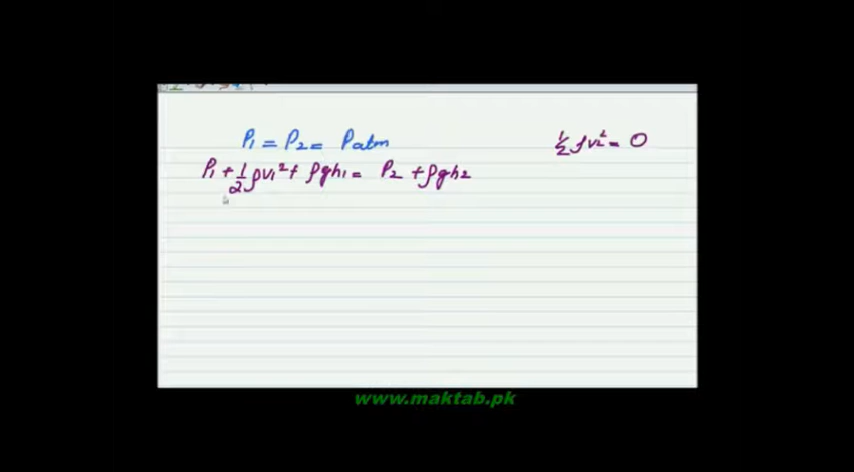 P₁ = P₂ = Patm
½ρv₂² = 0
P₁ + ½ρv₁² + ρgh₁ = P₂ + ρgh₂
www.maktab.pk